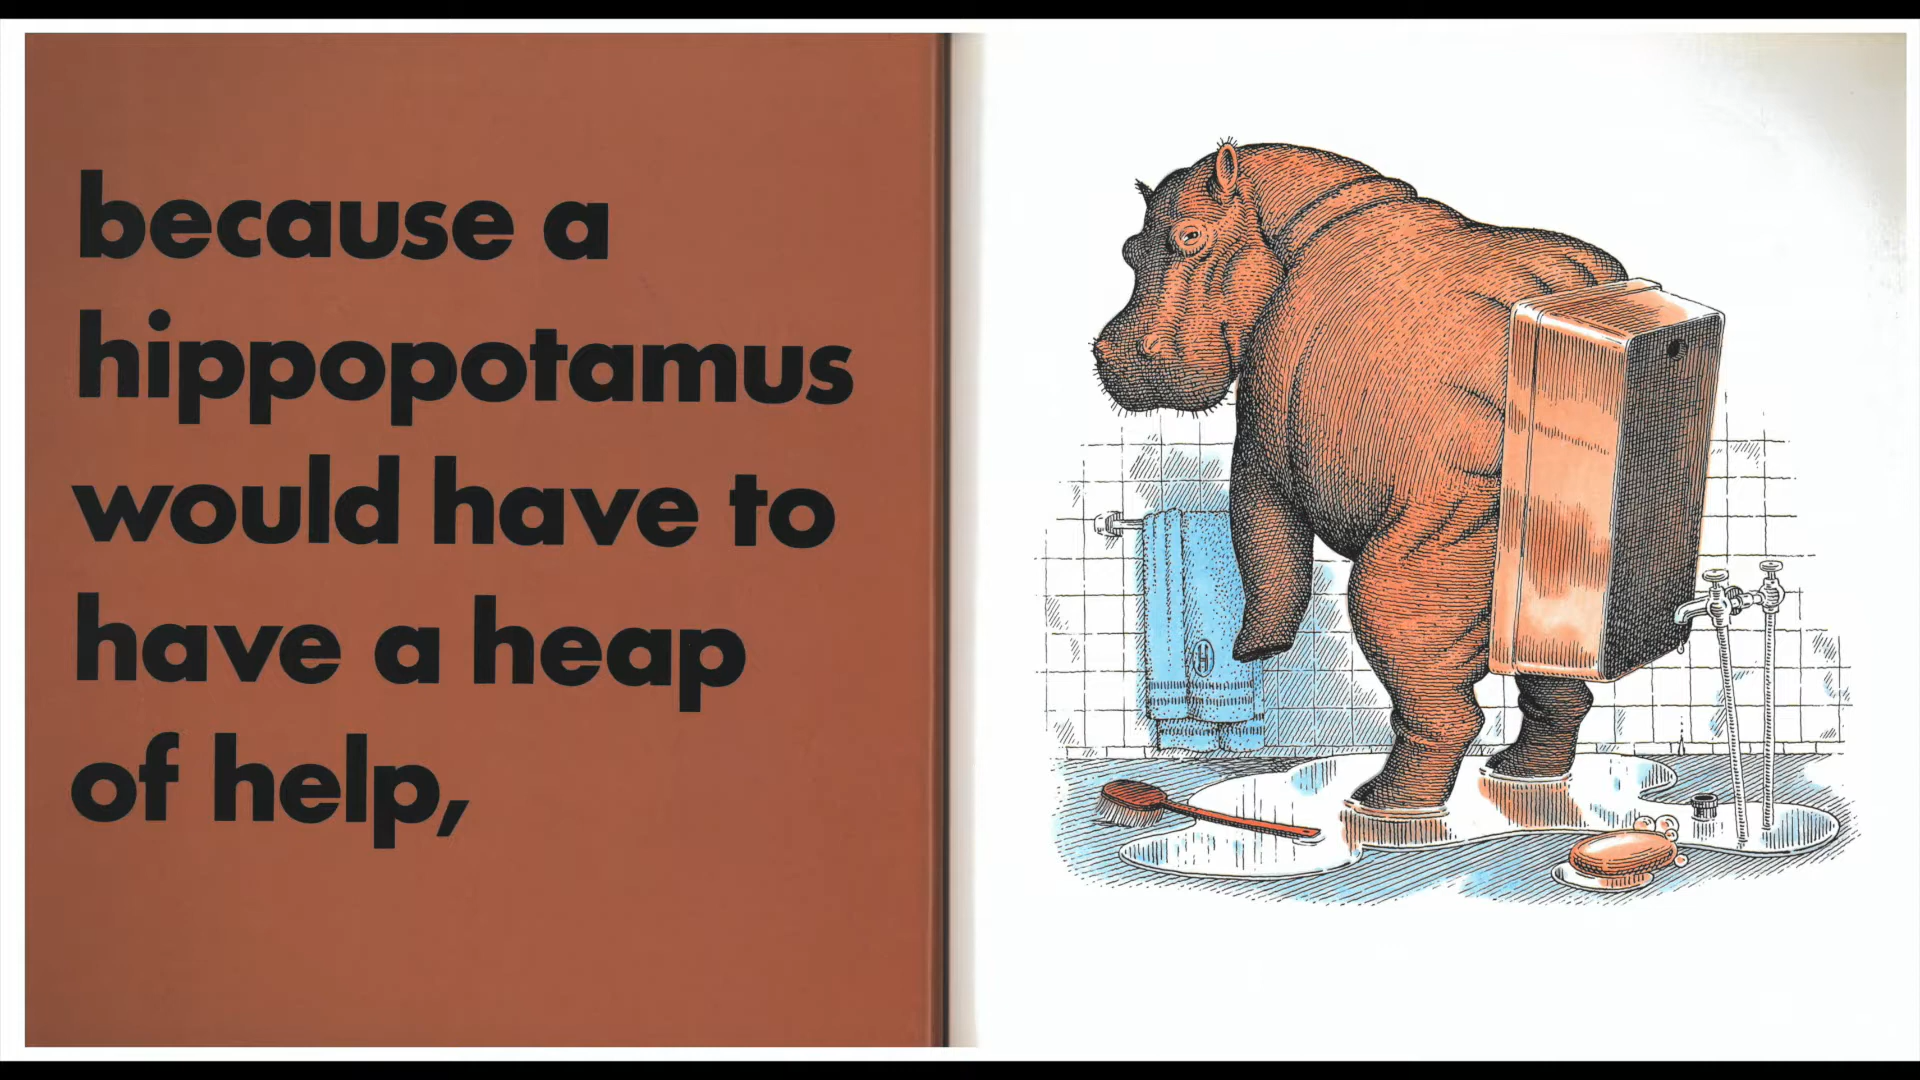 because a
hippopotamus
would have to
have a heap
of help,
H